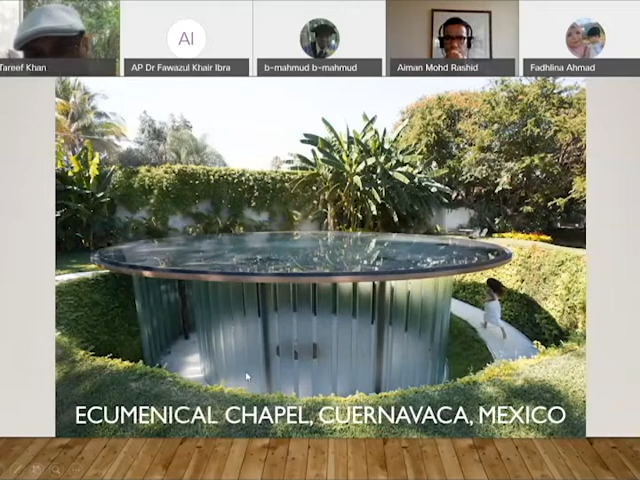 Tareef Khan
AI
AP Dr Fawazul Khair Ibra
b-mahmud b-mahmud
Aiman Mohd Rashid
Fadhlina Ahmad
ECUMENICAL CHAPEL, CUERNAVACA, MEXICO